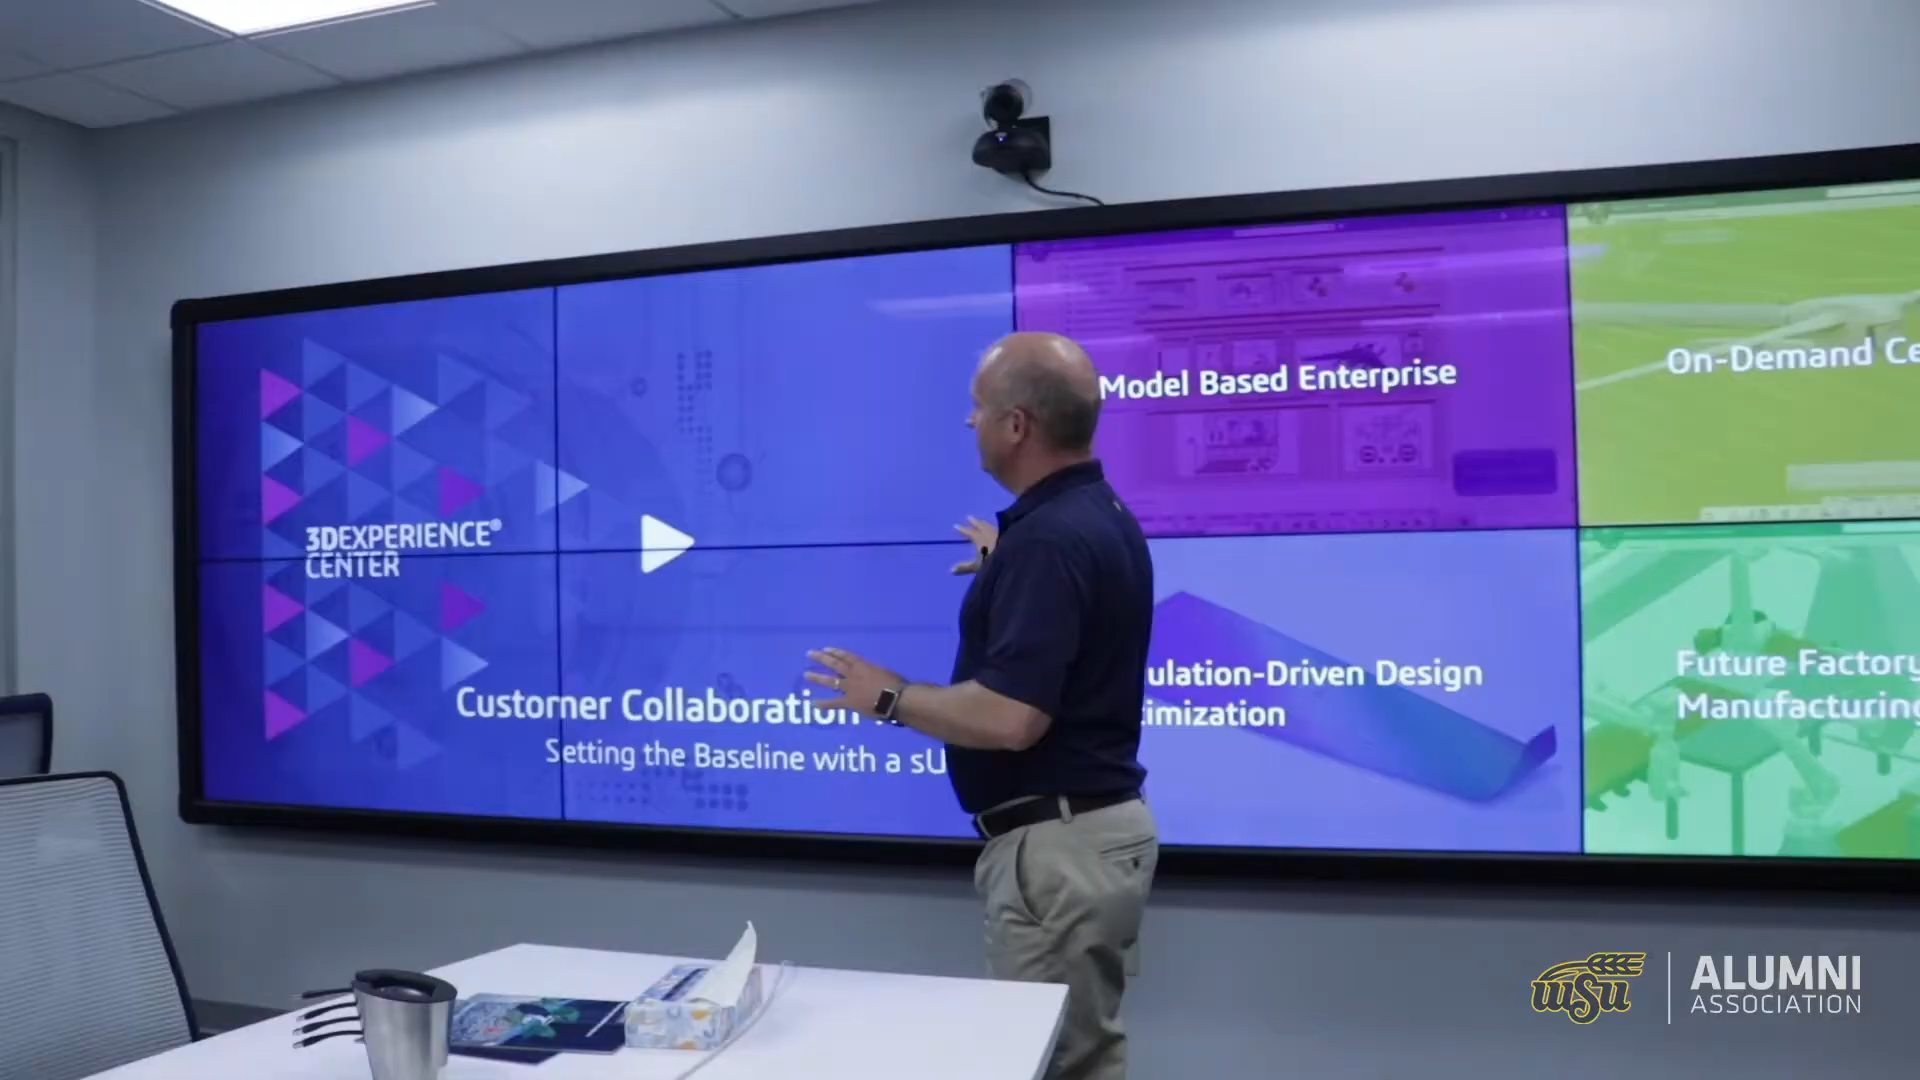 3DEXPERIENCE®
CENTER
Customer Collaboration
Setting the Baseline with a sU
Model Based Enterprise
ulation-Driven Design
timization
On-Demand Ce
Future Factory
Manufacturing
WSU
ALUMNI
ASSOCIATION